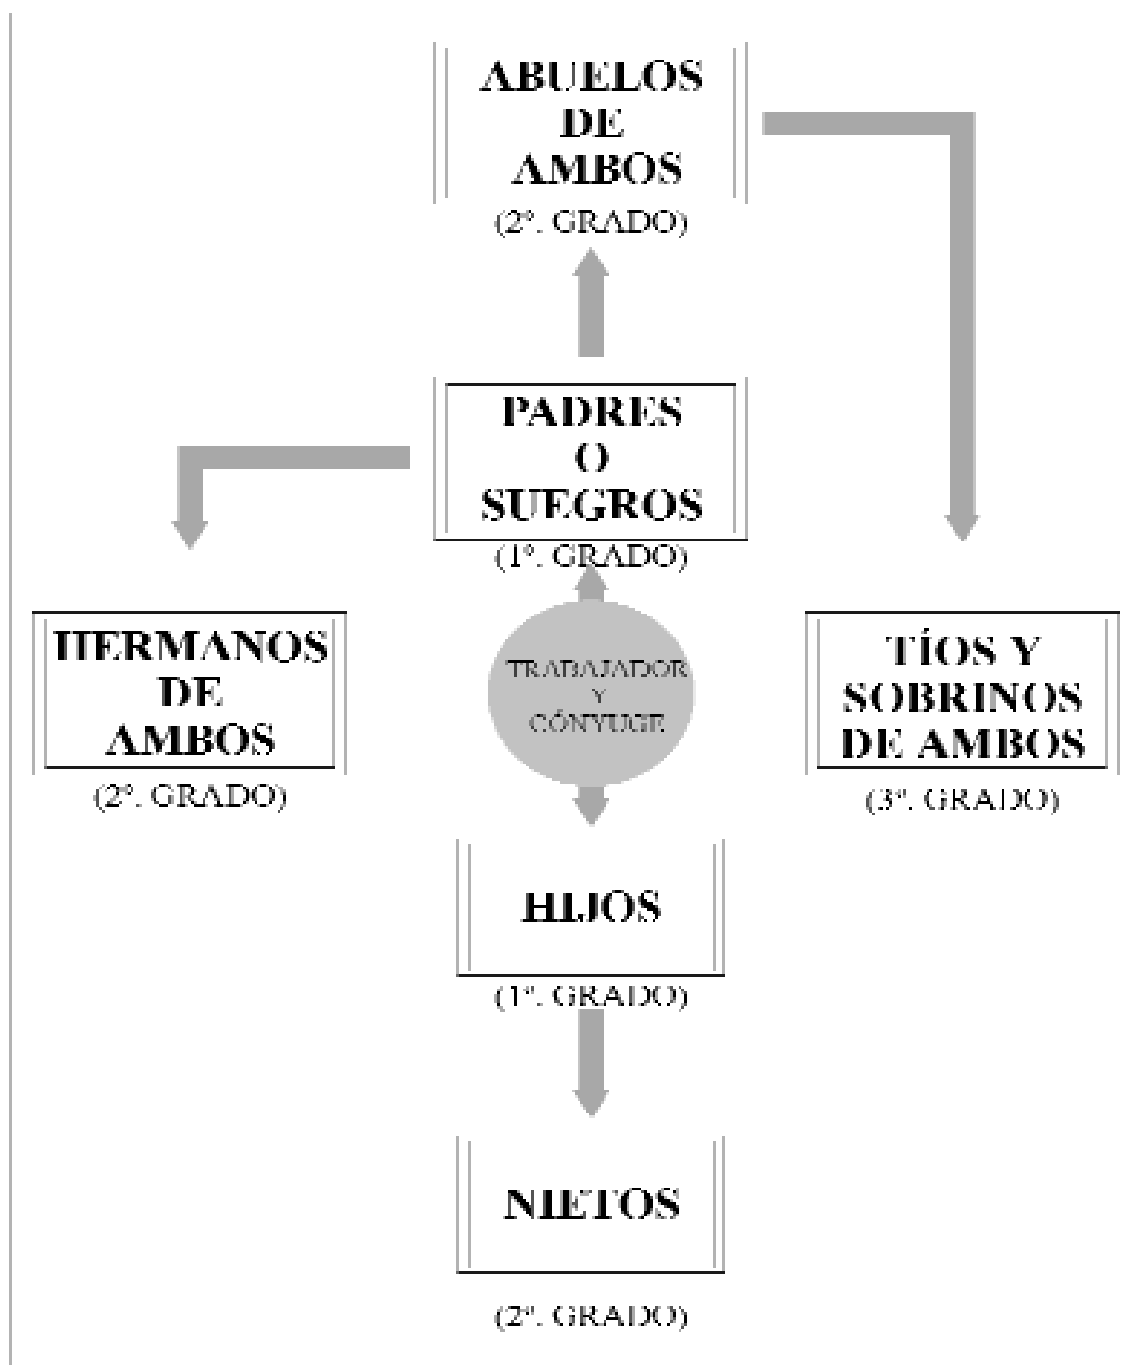 ABUELOS
DE
AMBOS
(2º. GRADO)
PADRES
O
SUEGROS
(1º. GRADO)
HERMANOS
DE
AMBOS
(2º. GRADO)
TRABAJADOR
Y
CÓNYUGE
TÍOS Y
SOBRINOS
DE AMBOS
(3º. GRADO)
HIJOS
(1º. GRADO)
NIETOS
(2º. GRADO)